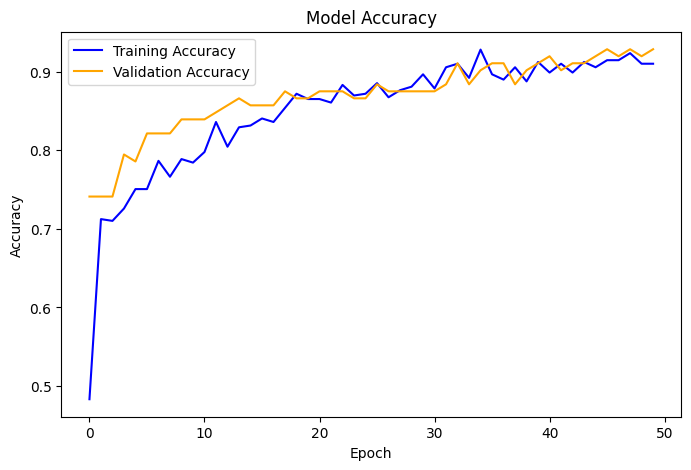 Model Accuracy
Training Accuracy
Validation Accuracy
Accuracy
0.9
0.8
0.7
0.6
0.5
0 10 20 30 40 50
Epoch